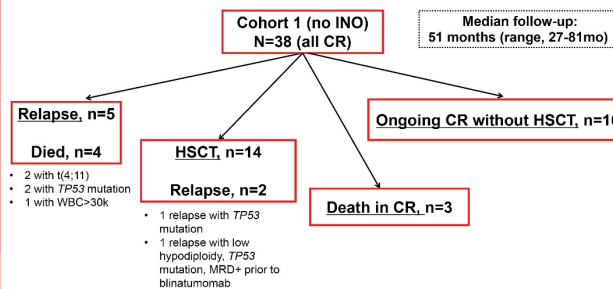 Cohort 1 (no INO)
N=38 (all CR)
Median follow-up:
51 months (range, 27-81mo)
Relapse, n=5
Died, n=4
• 2 with t(4;11)
• 2 with TP53 mutation
• 1 with WBC>30k
HSCT, n=14
Relapse, n=2
• 1 relapse with TP53
mutation
• 1 relapse with low
hypodiploidy, TP53
mutation, MRD+ prior to
blinatumomab
Death in CR, n=3
Ongoing CR without HSCT,